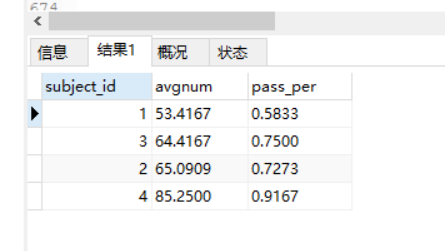 674
信息 结果1 概况 状态
subject_id avgnum pass_per
1 53.4167 0.5833
3 64.4167 0.7500
2 65.0909 0.7273
4 85.2500 0.9167